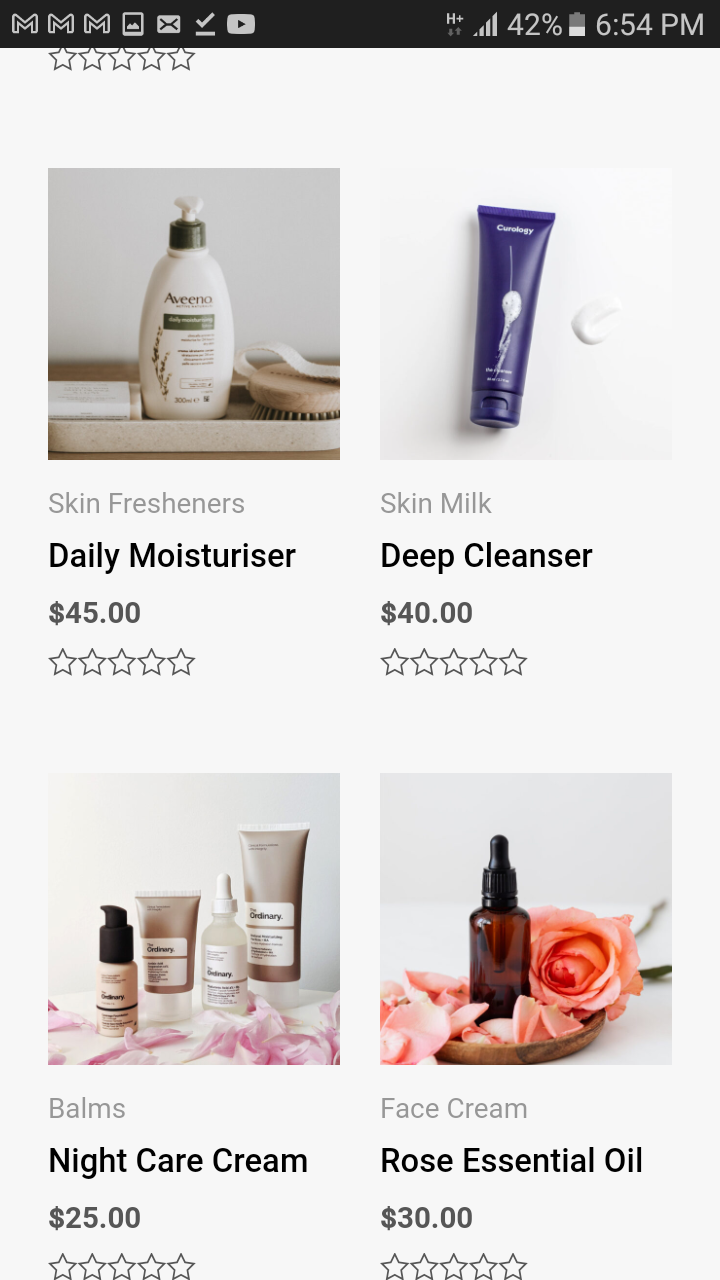 42% 6:54 PM
Aveeno
daily moisturising
300ml
Curology
Skin Fresheners
Skin Milk
Daily Moisturiser
Deep Cleanser
$45.00
$40.00
The
Ordinary.
The
Ordinary.
The
Ordinary.
The
Ordinary.
Balms
Face Cream
Night Care Cream
Rose Essential Oil
$25.00
$30.00